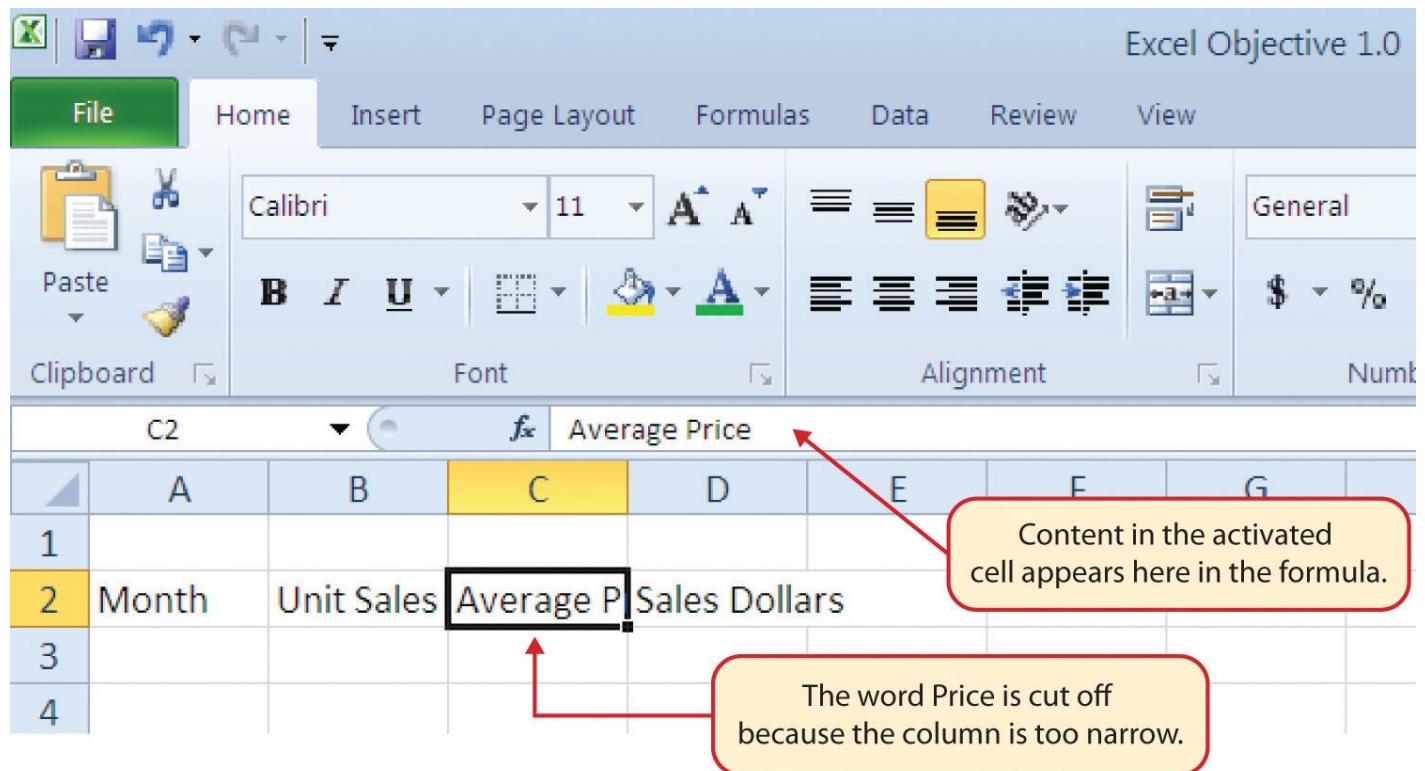 Excel Objective 1.0
File Home Insert Page Layout Formulas Data Review View
Calibri 11 A A General
Paste B I U A a $ %
Clipboard Font Alignment Numb
C2 fx Average Price
A B C D E F G
1
2 Month Unit Sales Average P Sales Dollars
3
4
Content in the activated
cell appears here in the formula.
The word Price is cut off
because the column is too narrow.